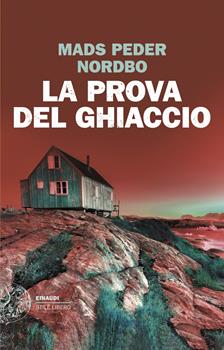 MADS PEDER
NORDBO
LA PROVA
DEL GHIACCIO
EINAUDI
STILE LIBERO